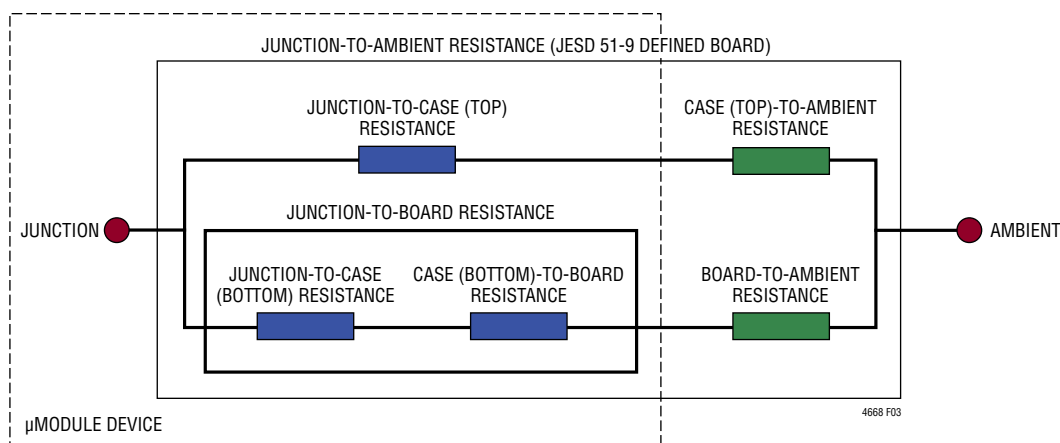 JUNCTION-TO-AMBIENT RESISTANCE (JESD 51-9 DEFINED BOARD)
JUNCTION-TO-CASE (TOP)
RESISTANCE
CASE (TOP)-TO-AMBIENT
RESISTANCE
JUNCTION-TO-BOARD RESISTANCE
JUNCTION
AMBIENT
JUNCTION-TO-CASE
(BOTTOM) RESISTANCE
CASE (BOTTOM)-TO-BOARD
RESISTANCE
BOARD-TO-AMBIENT
RESISTANCE
4668 F03
µMODULE DEVICE